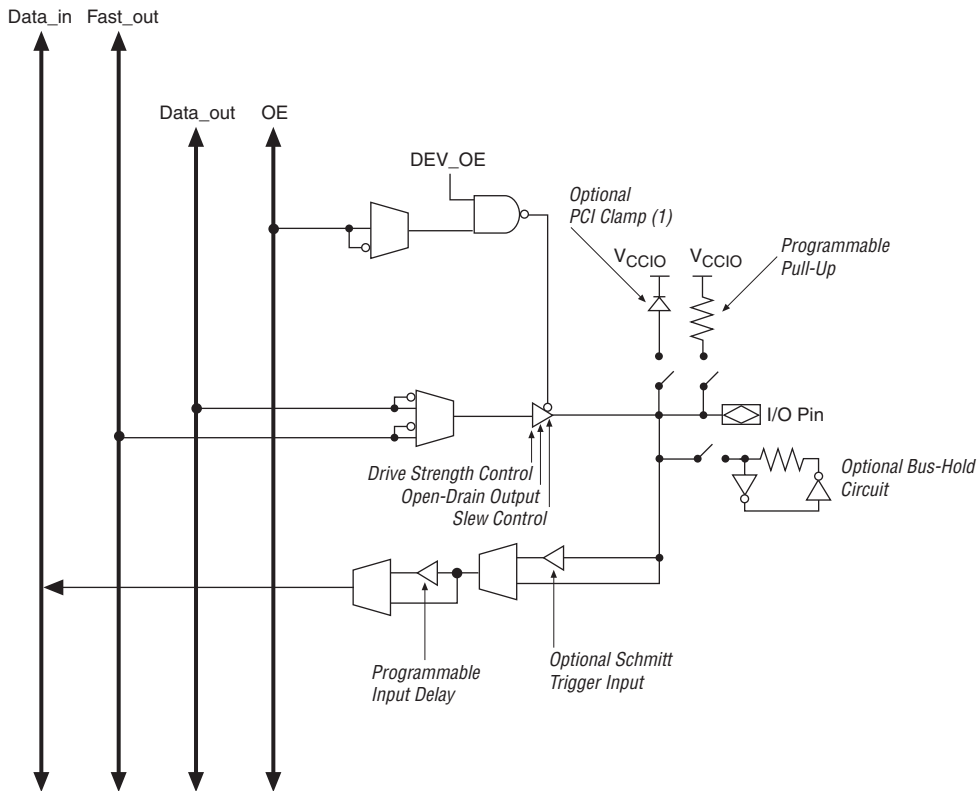 Data_in Fast_out
Data_out OE
DEV_OE
Optional
PCI Clamp (1)
VCCIO VCCIO
Programmable
Pull-Up
I/O Pin
Drive Strength Control
Open-Drain Output
Slew Control
Optional Bus-Hold
Circuit
Programmable
Input Delay
Optional Schmitt
Trigger Input